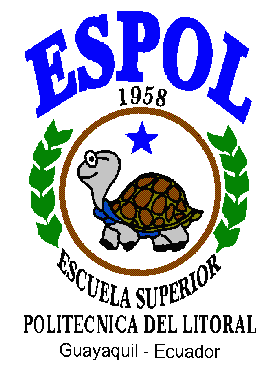 ESPOL
1958
ESCUELA SUPERIOR
POLITECNICA DEL LITORAL
Guayaquil - Ecuador